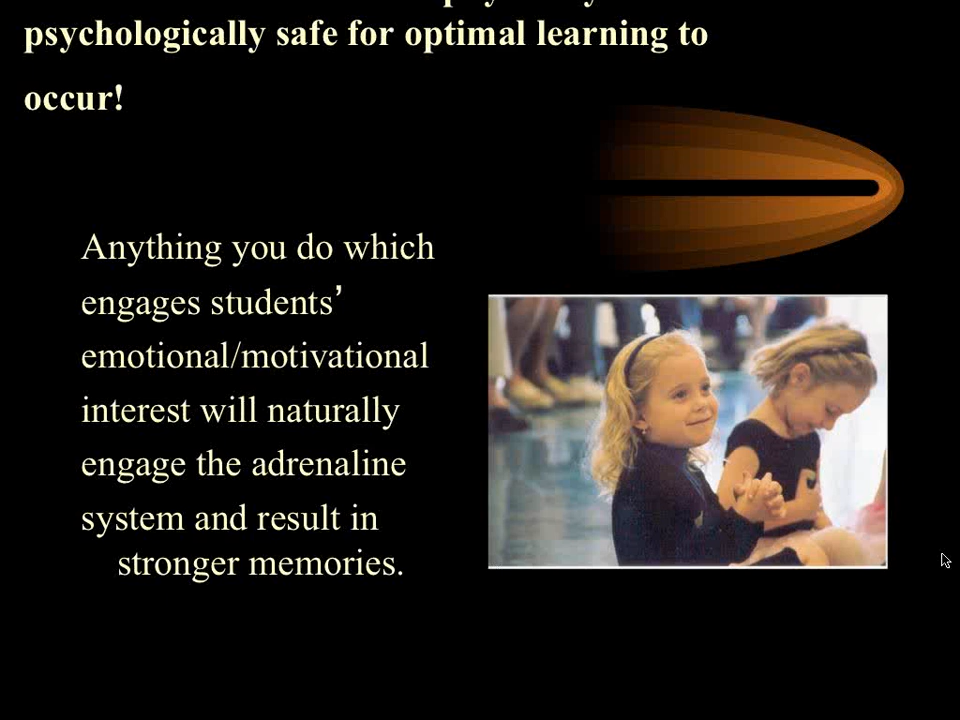 psychologically safe for optimal learning to
occur!
Anything you do which
engages students’
emotional/motivational
interest will naturally
engage the adrenaline
system and result in
stronger memories.